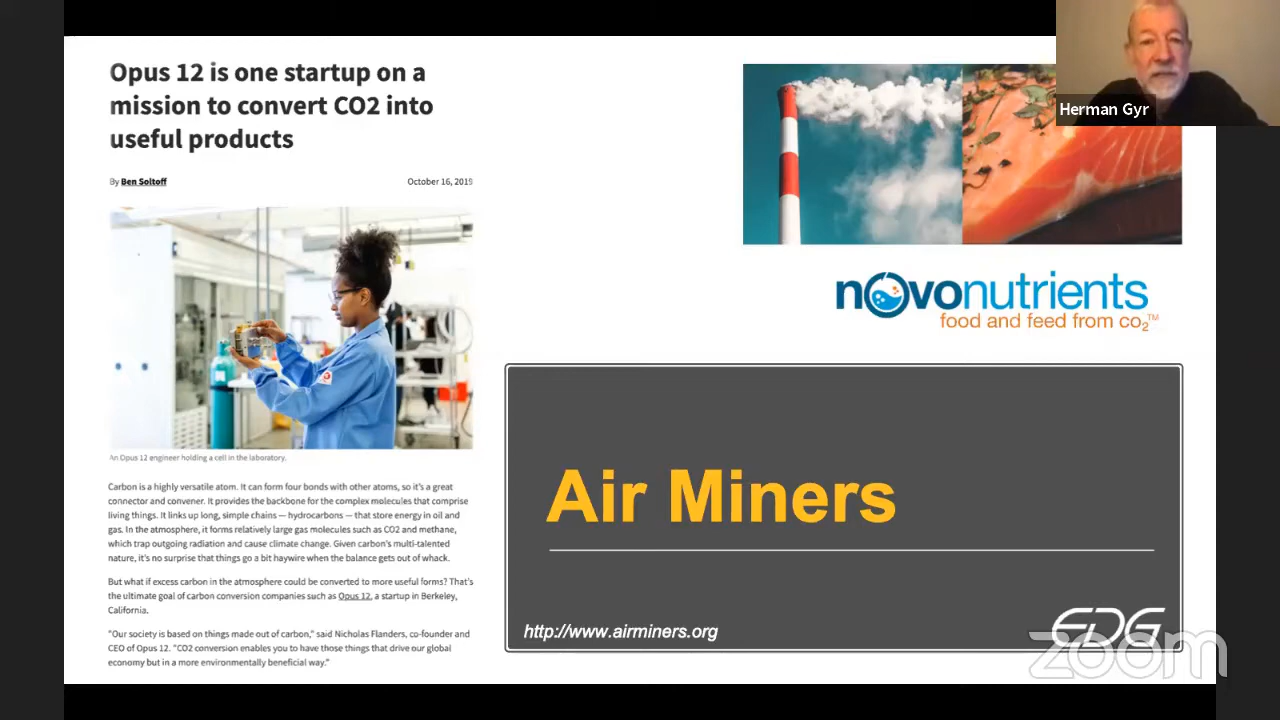 Opus 12 is one startup on a
mission to convert CO2 into
useful products
By Ben Soltoff
October 16, 2019
An Opus 12 engineer holding a cell in the laboratory.
Carbon is a highly versatile atom. It can form four bonds with other atoms, so it's a great
connector and convener. It provides the backbone for the complex molecules that comprise
living things. It links up long, simple chains — hydrocarbons — that store energy in oil and
gas. In the atmosphere, it forms relatively large gas molecules such as CO2 and methane,
which trap outgoing radiation and cause climate change. Given carbon's multi-talented
nature, it's no surprise that things go a bit haywire when the balance gets out of whack.
But what if excess carbon in the atmosphere could be converted to more useful forms? That's
the ultimate goal of carbon conversion companies such as Opus 12, a startup in Berkeley,
California.
"Our society is based on things made out of carbon," said Nicholas Flanders, co-founder and
CEO of Opus 12. "CO2 conversion enables you to have those things that drive our global
economy but in a more environmentally beneficial way."
Herman Gyr
novonutrients
food and feed from co₂™
Air Miners
http://www.airminers.org
EDG
zoom